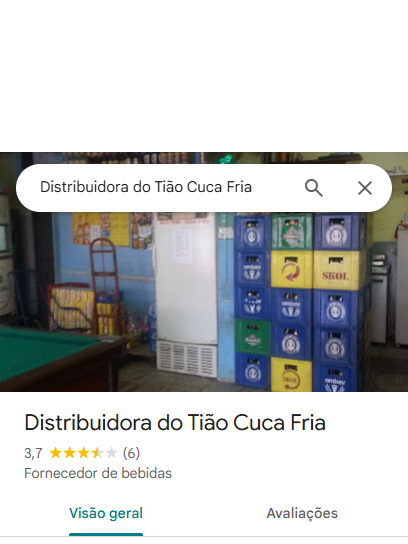 Distribuidora do Tião Cuca Fria
SKOL
ambev
Distribuidora do Tião Cuca Fria
3,7 (6)
Fornecedor de bebidas
Visão geral
Avaliações